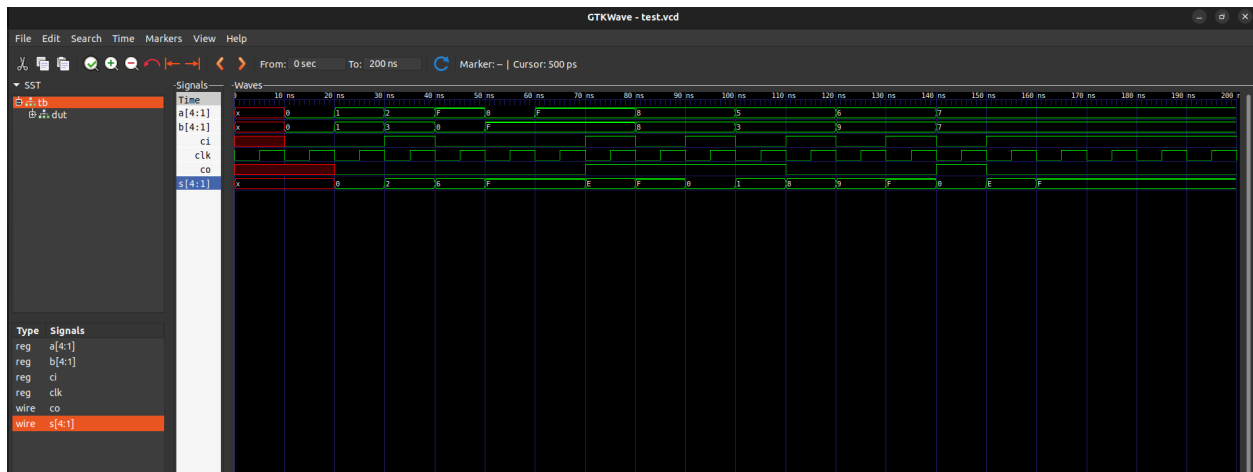 GTKWave - test.vcd
File Edit Search Time Markers View Help
From: 0 sec To: 200 ns Marker: -- | Cursor: 500 ps
SST
tb
dut
Type Signals
reg a[4:1]
reg b[4:1]
reg ci
reg clk
wire co
wire s[4:1]
Signals
Time
a[4:1]
b[4:1]
ci
clk
co
s[4:1]
Waves
10 ns 20 ns 30 ns 40 ns 50 ns 60 ns 70 ns 80 ns 90 ns 100 ns 110 ns 120 ns 130 ns 140 ns 150 ns 160 ns 170 ns 180 ns 190 ns 200
x 0 1 2 F 0 F 8 5 6 7
x 0 1 3 0 F 8 3 9 7
x 0 2 6 F E F 0 1 8 9 F 0 E F